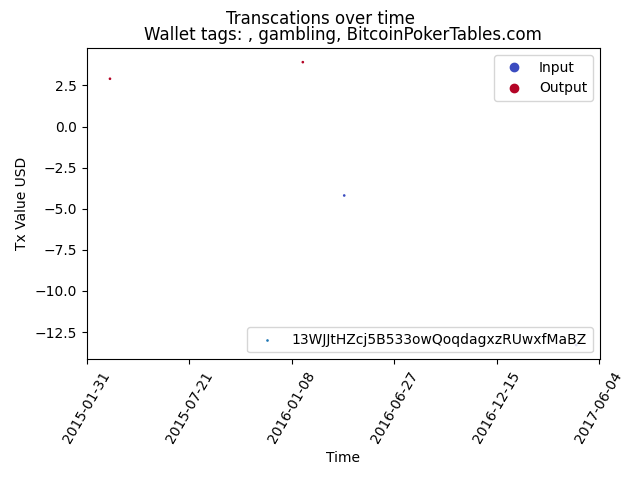 Transcations over time
Wallet tags: , gambling, BitcoinPokerTables.com
Input
Output
2.5
0.0
−2.5
−5.0
−7.5
−10.0
−12.5
Tx Value USD
13WJJtHZcj5B533owQoqdagxzRUwxfMaBZ
2015-01-31
2015-07-21
2016-01-08
2016-06-27
2016-12-15
2017-06-04
Time